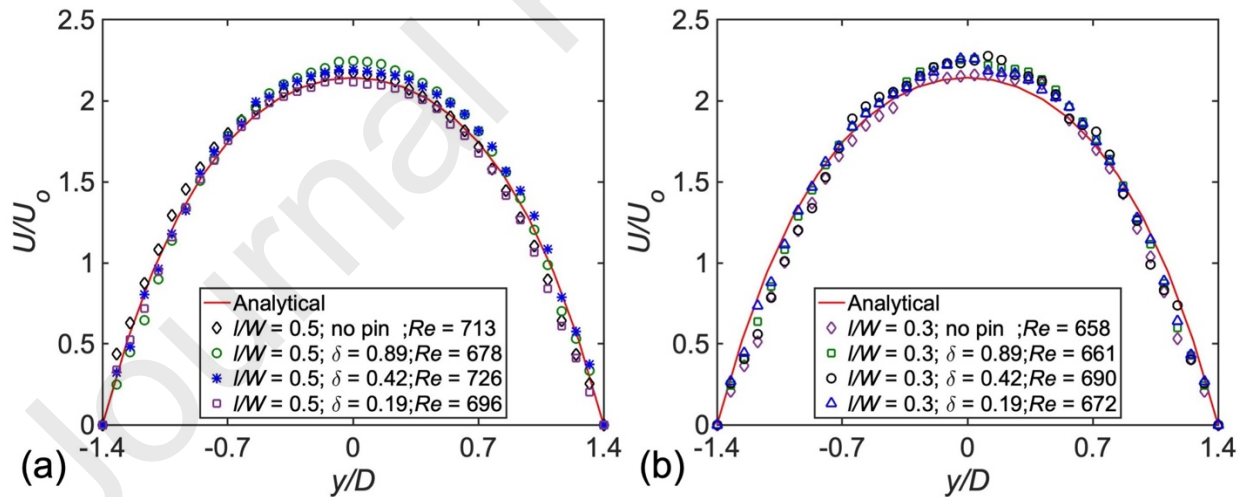 Journal
2.5
2
1.5
1
0.5
0
U/Uo
-1.4
-0.7
0
0.7
1.4
y/D
(a)
Analytical
l/W = 0.5; no pin ;Re = 713
l/W = 0.5; δ = 0.89;Re = 678
l/W = 0.5; δ = 0.42;Re = 726
l/W = 0.5; δ = 0.19;Re = 696
2.5
2
1.5
1
0.5
0
U/Uo
-1.4
-0.7
0
0.7
1.4
y/D
(b)
Analytical
l/W = 0.3; no pin ;Re = 658
l/W = 0.3; δ = 0.89;Re = 661
l/W = 0.3; δ = 0.42;Re = 690
l/W = 0.3; δ = 0.19;Re = 672